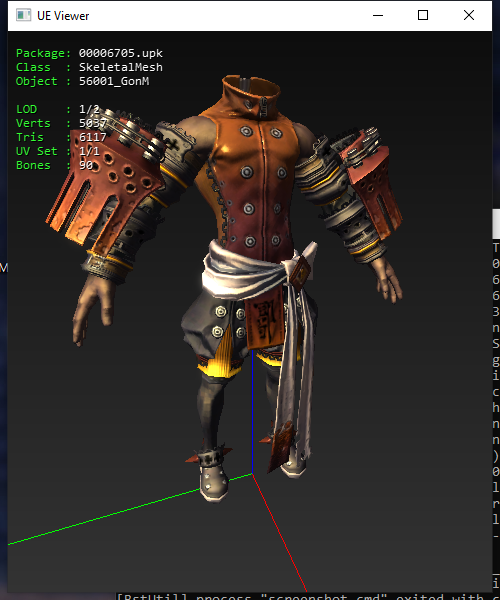 UE Viewer
Package: 00006705.upk
Class  : SkeletalMesh
Object : 56001_GonM
LOD    : 1/2
Verts  : 5037
Tris   : 6117
UV Set : 1/1
Bones  : 90